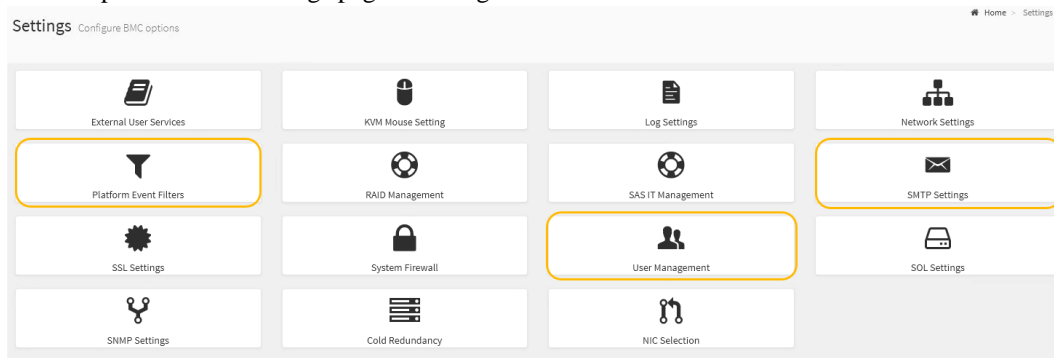 Settings Configure BMC options
Home > Settings
External User Services
KVM Mouse Setting
Log Settings
Network Settings
Platform Event Filters
RAID Management
SAS IT Management
SMTP Settings
SSL Settings
System Firewall
User Management
SOL Settings
SNMP Settings
Cold Redundancy
NIC Selection